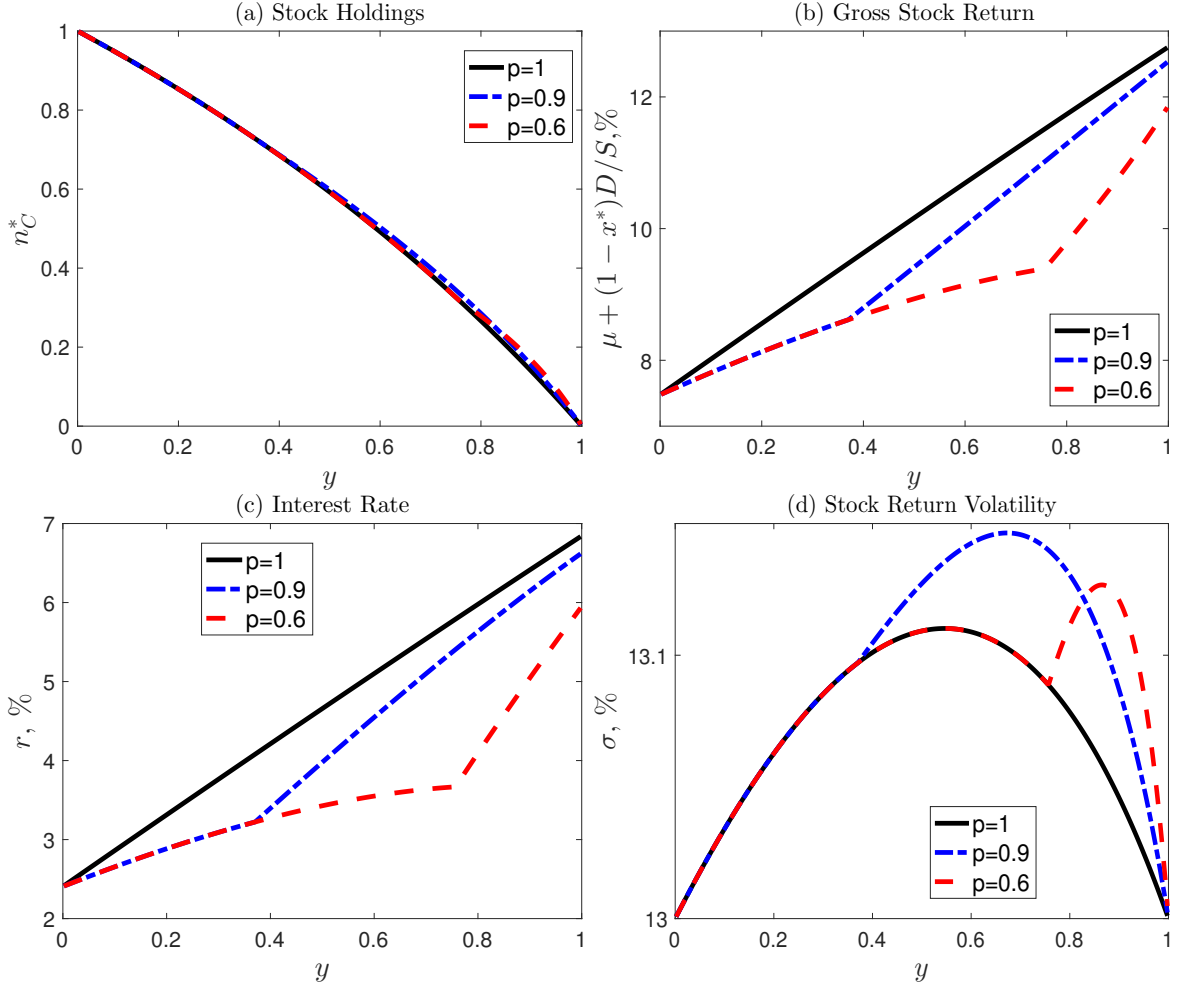 (a) Stock Holdings
1
0.8
0.6
0.4
0.2
0
0 0.2 0.4 0.6 0.8 1
n*_C
y
p=1
p=0.9
p=0.6
(b) Gross Stock Return
12
10
8
0 0.2 0.4 0.6 0.8 1
μ + (1 − x*)D/S,%
y
p=1
p=0.9
p=0.6
(c) Interest Rate
7
6
5
4
3
2
0 0.2 0.4 0.6 0.8 1
r, %
y
p=1
p=0.9
p=0.6
(d) Stock Return Volatility
13.1
13
0 0.2 0.4 0.6 0.8 1
σ, %
y
p=1
p=0.9
p=0.6